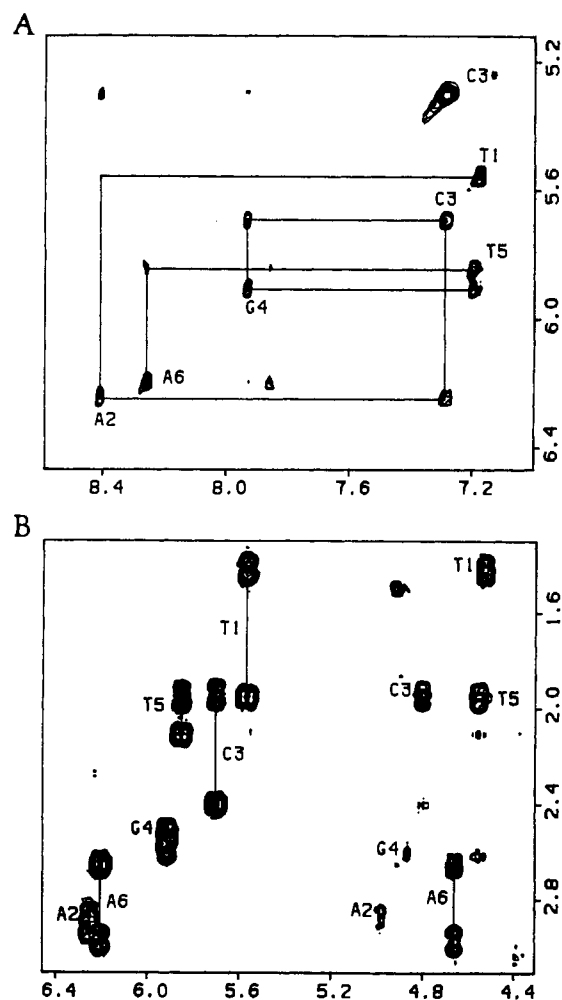 A
C3*
5.2
T1
5.6
C3
T5
G4
6.0
A6
A2
6.4
8.4 8.0 7.6 7.2
B
T1
T1
1.6
T5 C3 T5
2.0
C3
2.4
G4 G4
A2 A6 A2 A6
2.8
6.4 6.0 5.6 5.2 4.8 4.4